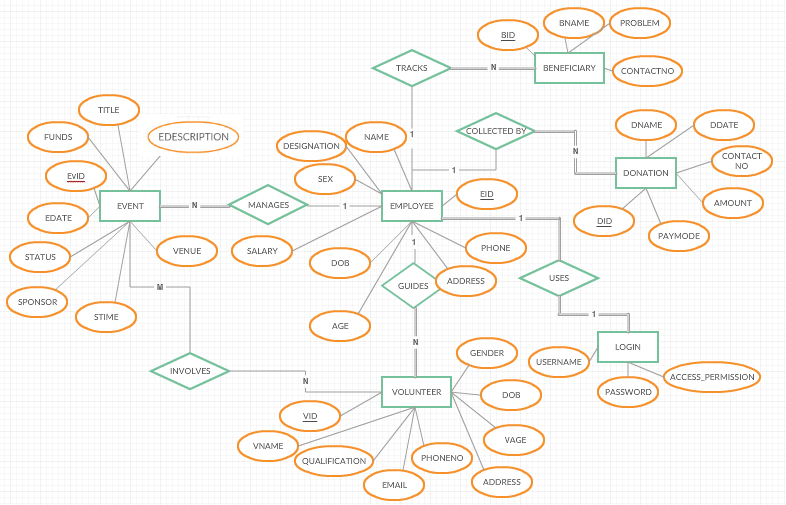 BNAME
PROBLEM
BID
TRACKS
N
BENEFICIARY
CONTACTNO
TITLE
FUNDS
EDESCRIPTION
DESIGNATION
NAME
1
COLLECTED BY
N
DNAME
DDATE
CONTACT
NO
DONATION
EVID
SEX
1
EID
AMOUNT
EVENT
N
MANAGES
1
EMPLOYEE
1
DID
PAYMODE
EDATE
STATUS
VENUE
SALARY
DOB
1
PHONE
ADDRESS
GUIDES
USES
M
SPONSOR
STIME
AGE
1
N
LOGIN
USERNAME
ACCESS_PERMISSION
PASSWORD
INVOLVES
N
VOLUNTEER
GENDER
DOB
VID
VNAME
VAGE
QUALIFICATION
PHONENO
EMAIL
ADDRESS